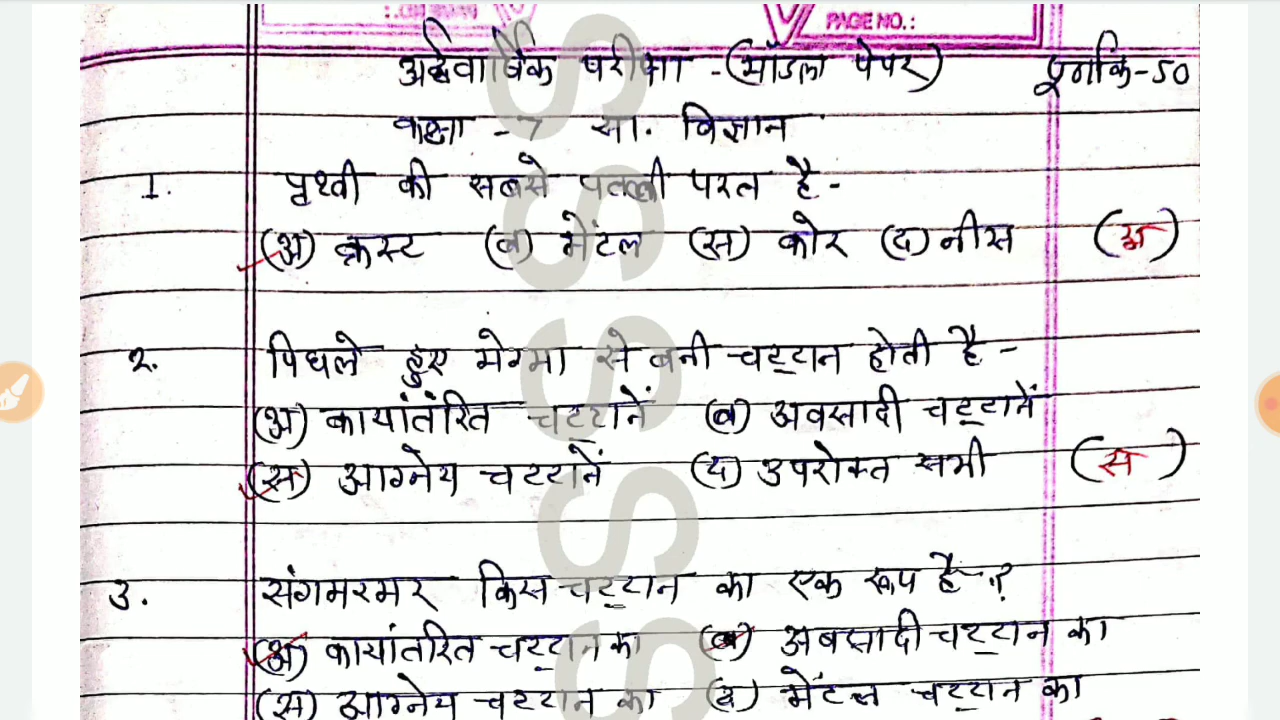 PAGE NO.:
अर्द्धवार्षिक परीक्षा - (मॉडल पेपर) पूर्णांक-50
कक्षा - 7 सा. विज्ञान
1. पृथ्वी की सबसे पतली परत है -
(अ) क्रस्ट (ब) मेंटल (स) कोर (द) नीस (अ)
2. पिघले हुए मेग्मा से बनी चट्टान होती है -
(अ) कायांतरित चट्टानें (ब) अवसादी चट्टानें
(स) आग्नेय चट्टानें (द) उपरोक्त सभी (स)
3. संगमरमर किस चट्टान का एक रूप है - ?
(अ) कायांतरित चट्टान का (ब) अवसादी चट्टान का
(स) आग्नेय चट्टान का (द) मेंटल चट्टान का